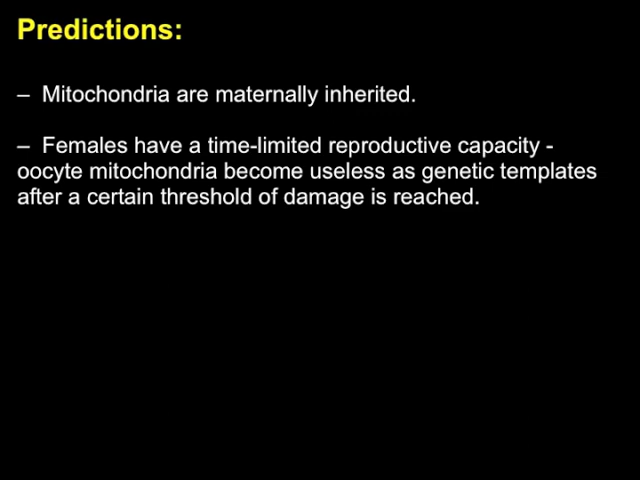 Predictions:
– Mitochondria are maternally inherited.
– Females have a time-limited reproductive capacity -
oocyte mitochondria become useless as genetic templates
after a certain threshold of damage is reached.